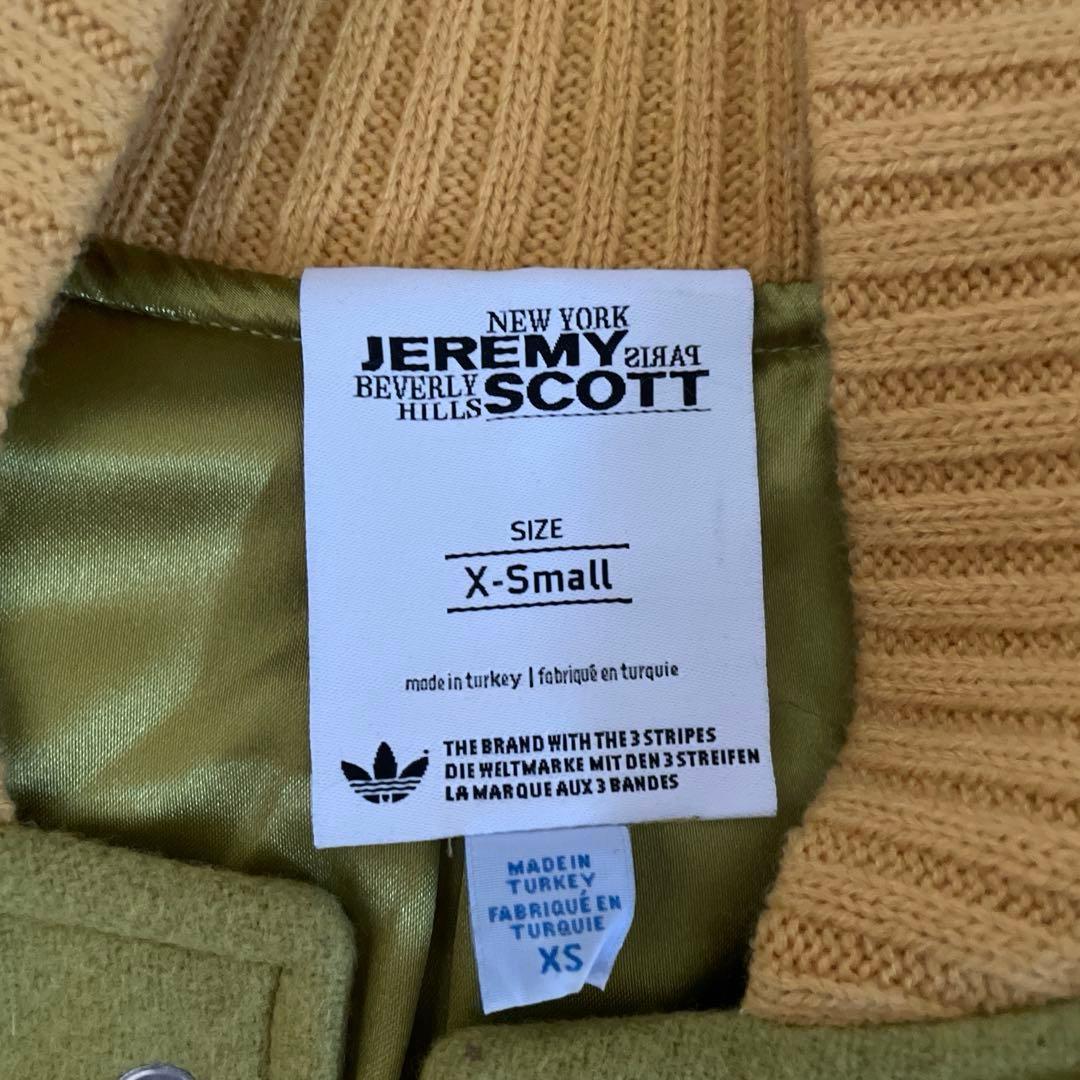 NEW YORK
JEREMY PARIS
BEVERLY HILLS SCOTT
SIZE
X-Small
made in turkey | fabriqué en turquie
THE BRAND WITH THE 3 STRIPES
DIE WELTMARKE MIT DEN 3 STREIFEN
LA MARQUE AUX 3 BANDES
MADE IN
TURKEY
FABRIQUÉ EN
TURQUIE
XS